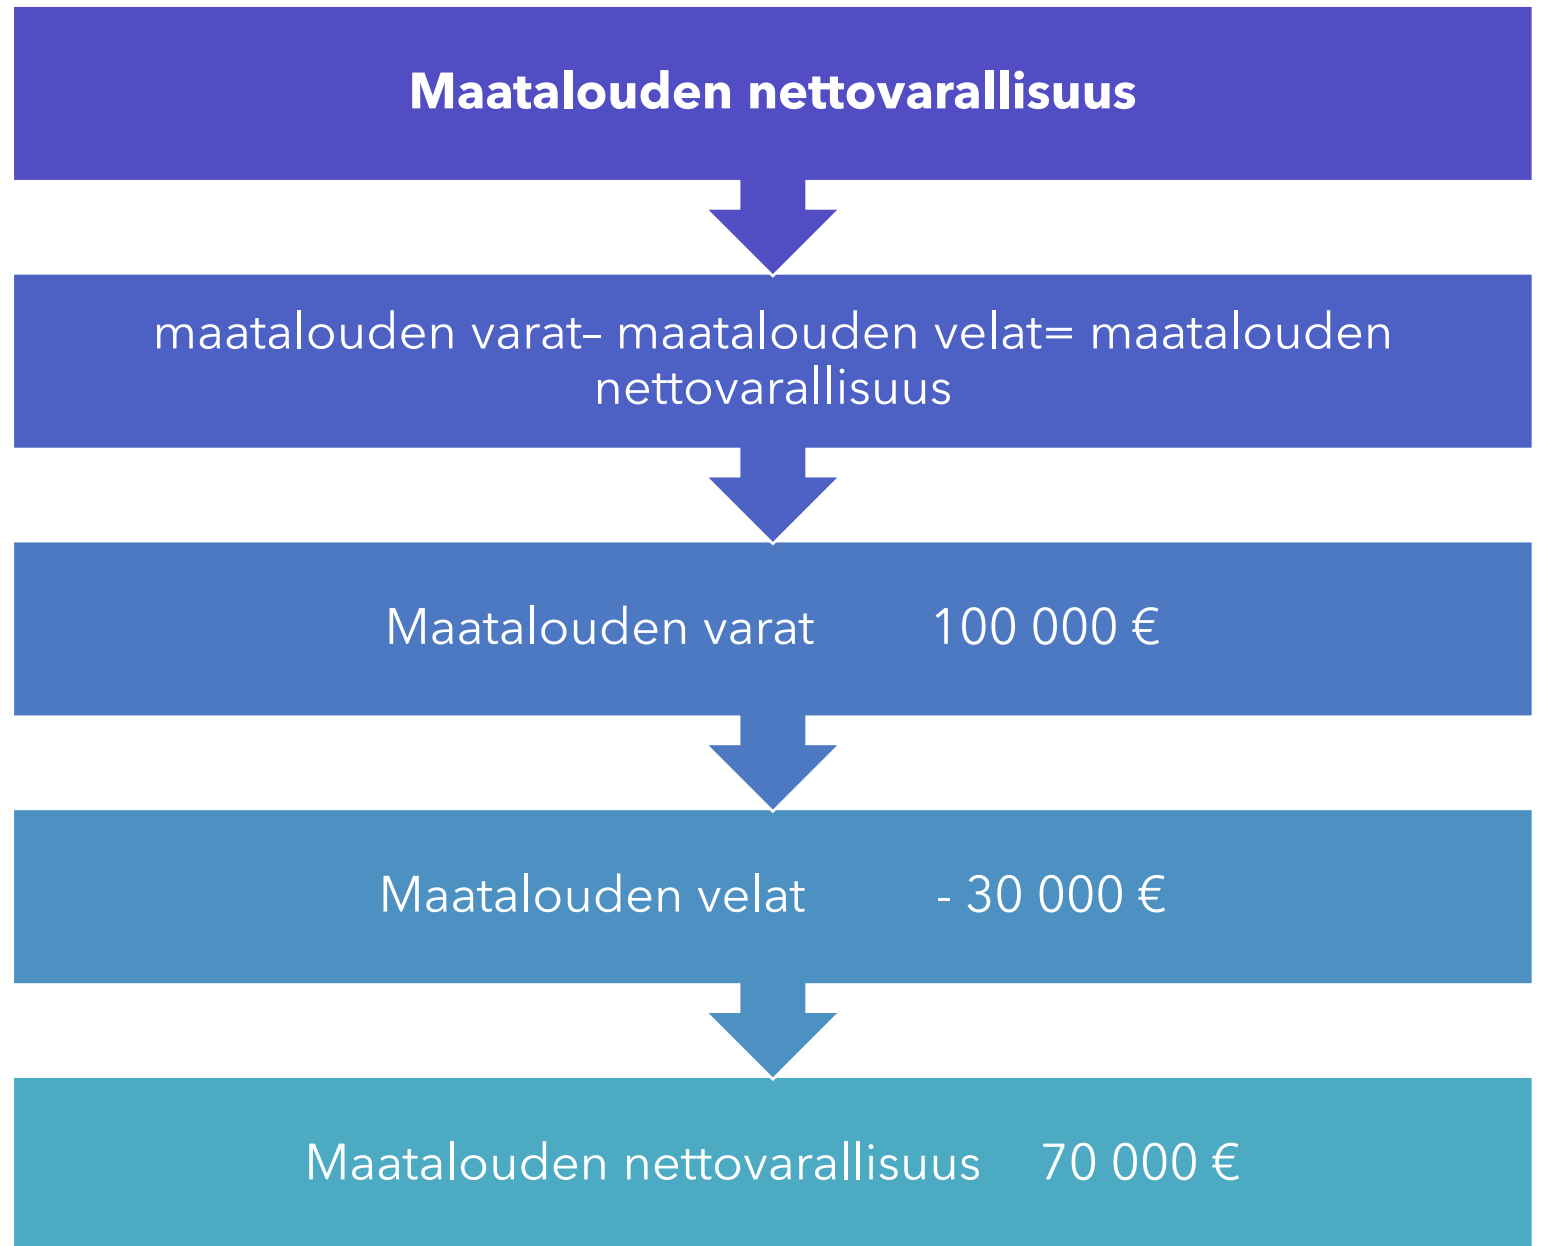 Maatalouden nettovarallisuus
maatalouden varat– maatalouden velat= maatalouden
nettovarallisuus
Maatalouden varat 100 000 €
Maatalouden velat - 30 000 €
Maatalouden nettovarallisuus 70 000 €